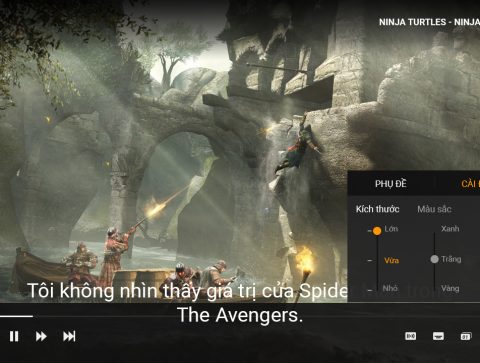 NINJA TURTLES - NINJA
PHỤ ĐỀ
CÀI
Kích thước
Màu sắc
Lớn
Xanh
Vừa
Trắng
Nhỏ
Vàng
Tôi không nhìn thấy giá trị của Spider
The Avengers.